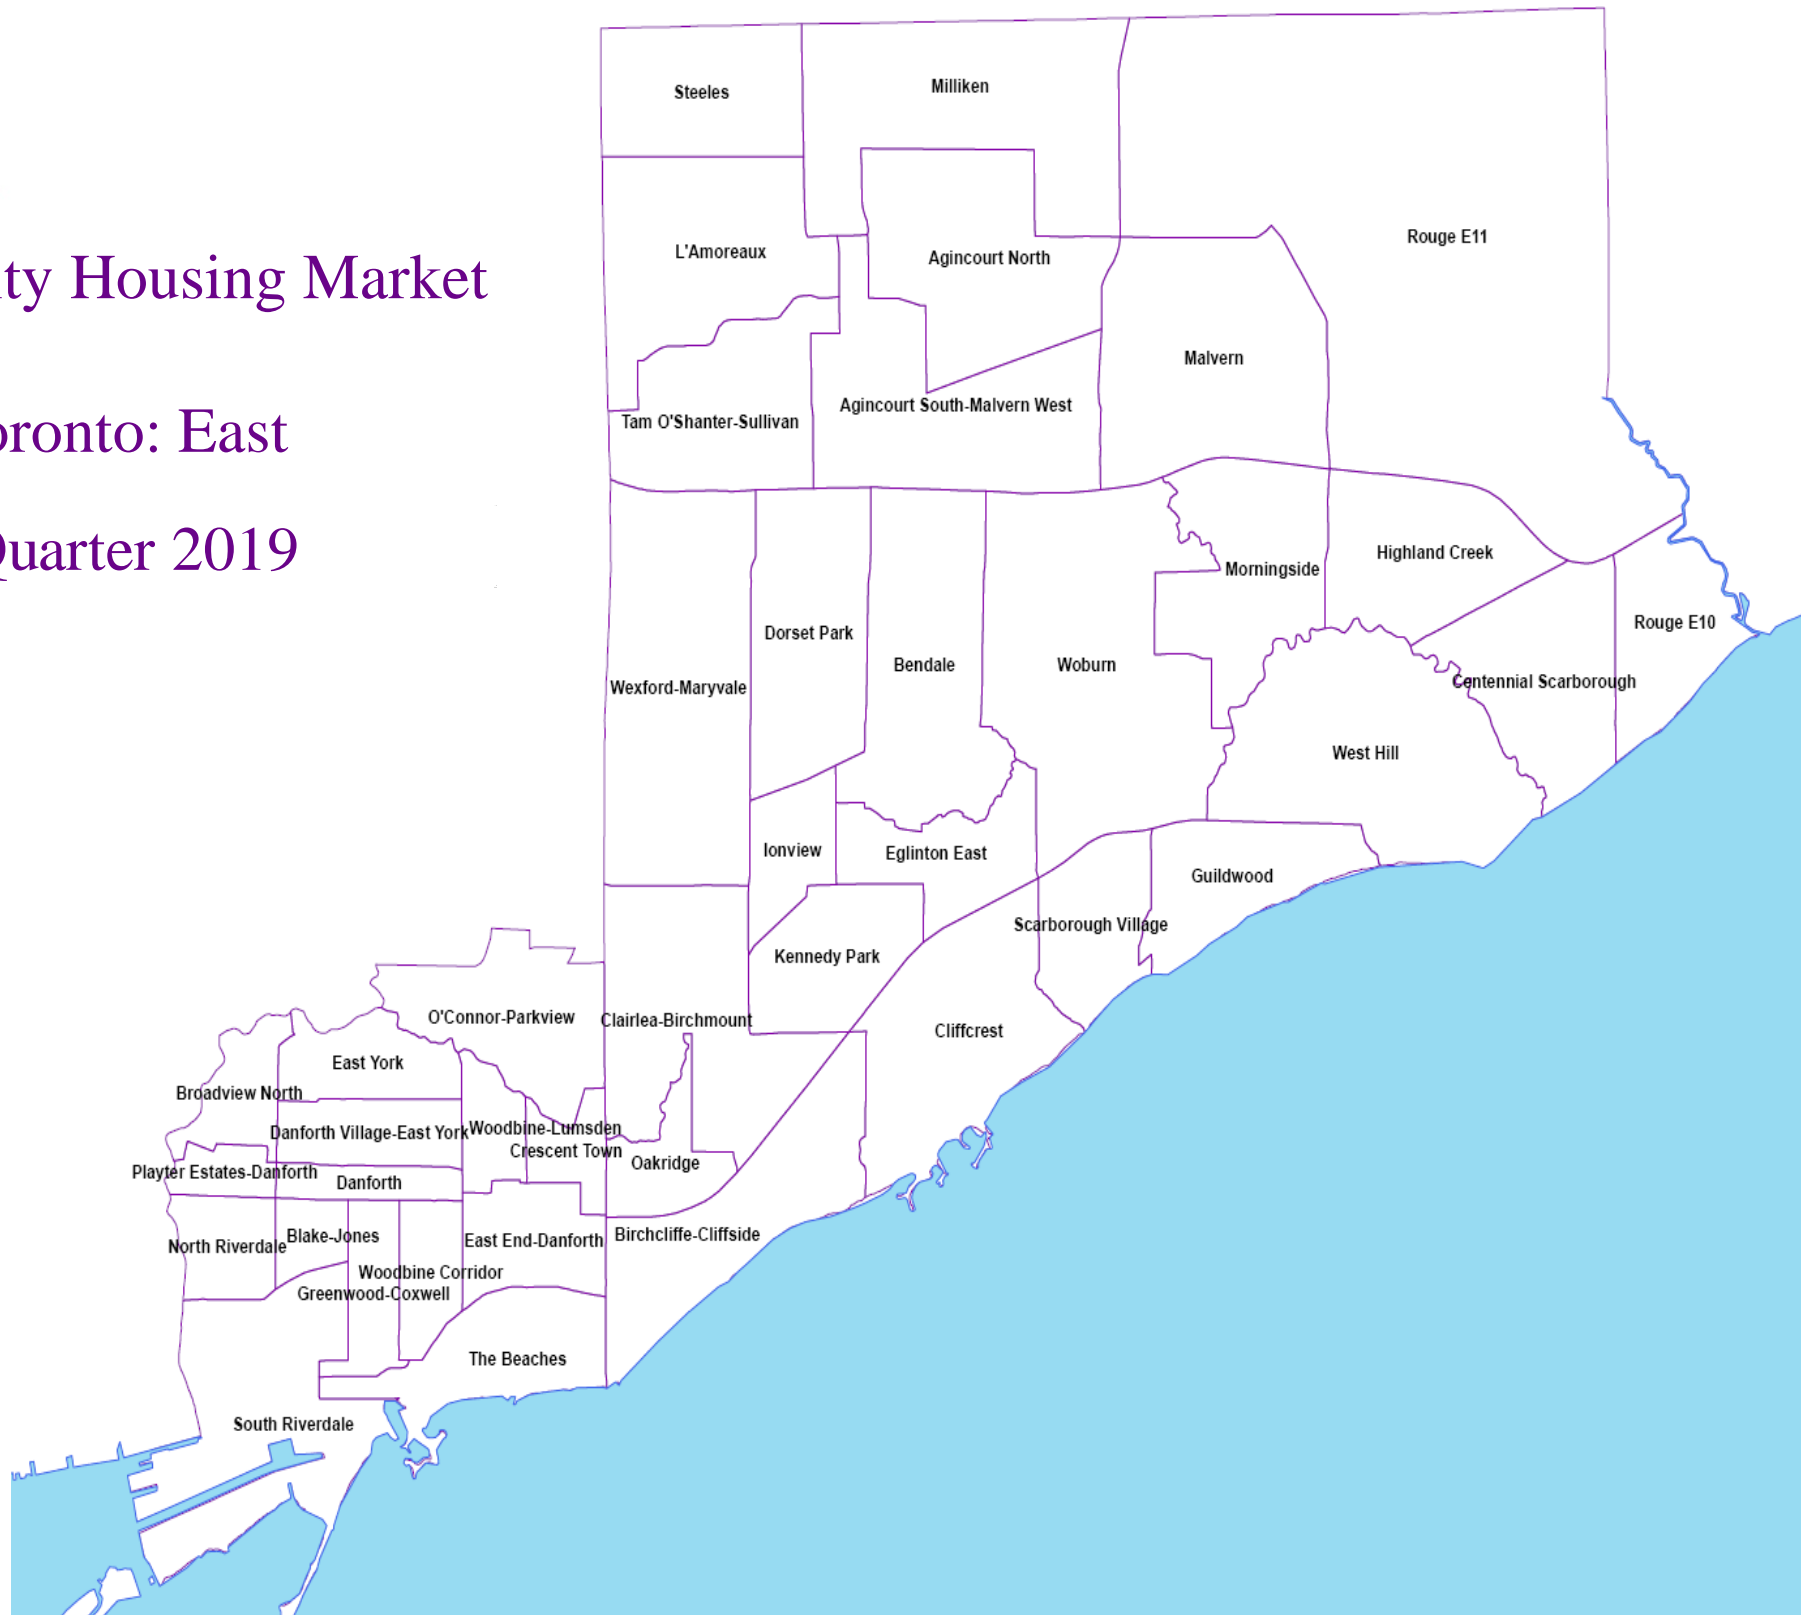 Steeles
Milliken
L'Amoreaux
Agincourt North
Rouge E11
ty Housing Market
Malvern
Tam O'Shanter-Sullivan
Agincourt South-Malvern West
oronto: East
Quarter 2019
Highland Creek
Morningside
Rouge E10
Dorset Park
Bendale
Woburn
Wexford-Maryvale
Centennial Scarborough
West Hill
Ionview
Eglinton East
Guildwood
Scarborough Village
Kennedy Park
O'Connor-Parkview
Clairlea-Birchmount
Cliffcrest
East York
Broadview North
Danforth Village-East York
Woodbine-Lumsden
Crescent Town
Oakridge
Playter Estates-Danforth
Danforth
North Riverdale
Blake-Jones
East End-Danforth
Birchcliffe-Cliffside
Woodbine Corridor
Greenwood-Coxwell
The Beaches
South Riverdale